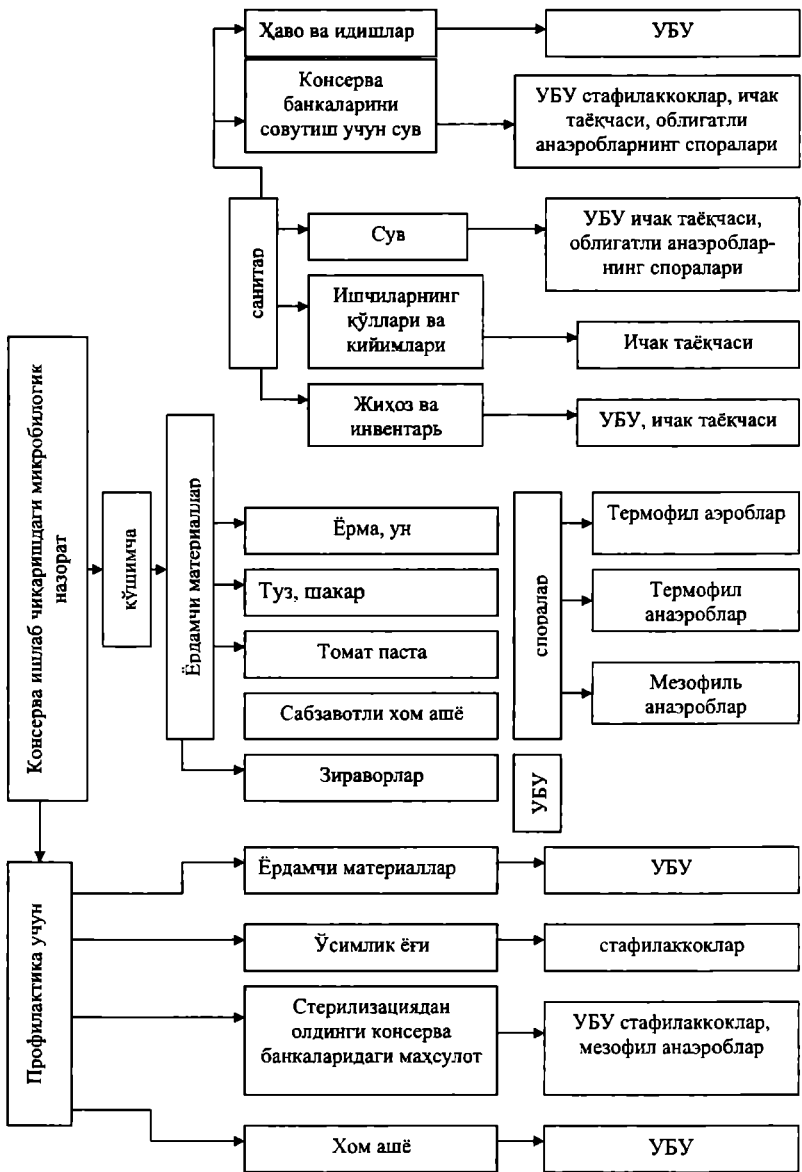 Ҳаво ва идишлар
УБУ
Консерва
банкаларини
совутиш учун сув
УБУ стафилаккоклар, ичак
таёқчаси, облигатли
анаэробларнинг споралари
санитар
Сув
УБУ ичак таёқчаси,
облигатли анаэроблар-
нинг споралари
Ишчиларнинг
қўллари ва
кийимлари
Ичак таёқчаси
Жиҳоз ва
инвентарь
УБУ, ичак таёқчаси
Консерва ишлаб чиқаришдаги микробилогик
назорат
қўшимча
Ёрдамчи материаллар
Ёрма, ун
Туз, шакар
Томат паста
Сабзавотли хом ашё
Зираворлар
споралар
Термофил аэроблар
Термофил
анаэроблар
Мезофиль
анаэроблар
УБУ
Профилактика учун
Ёрдамчи материаллар
УБУ
Ўсимлик ёғи
стафилаккоклар
Стерилизациядан
олдинги консерва
банкаларидаги маҳсулот
УБУ стафилаккоклар,
мезофил анаэроблар
Хом ашё
УБУ